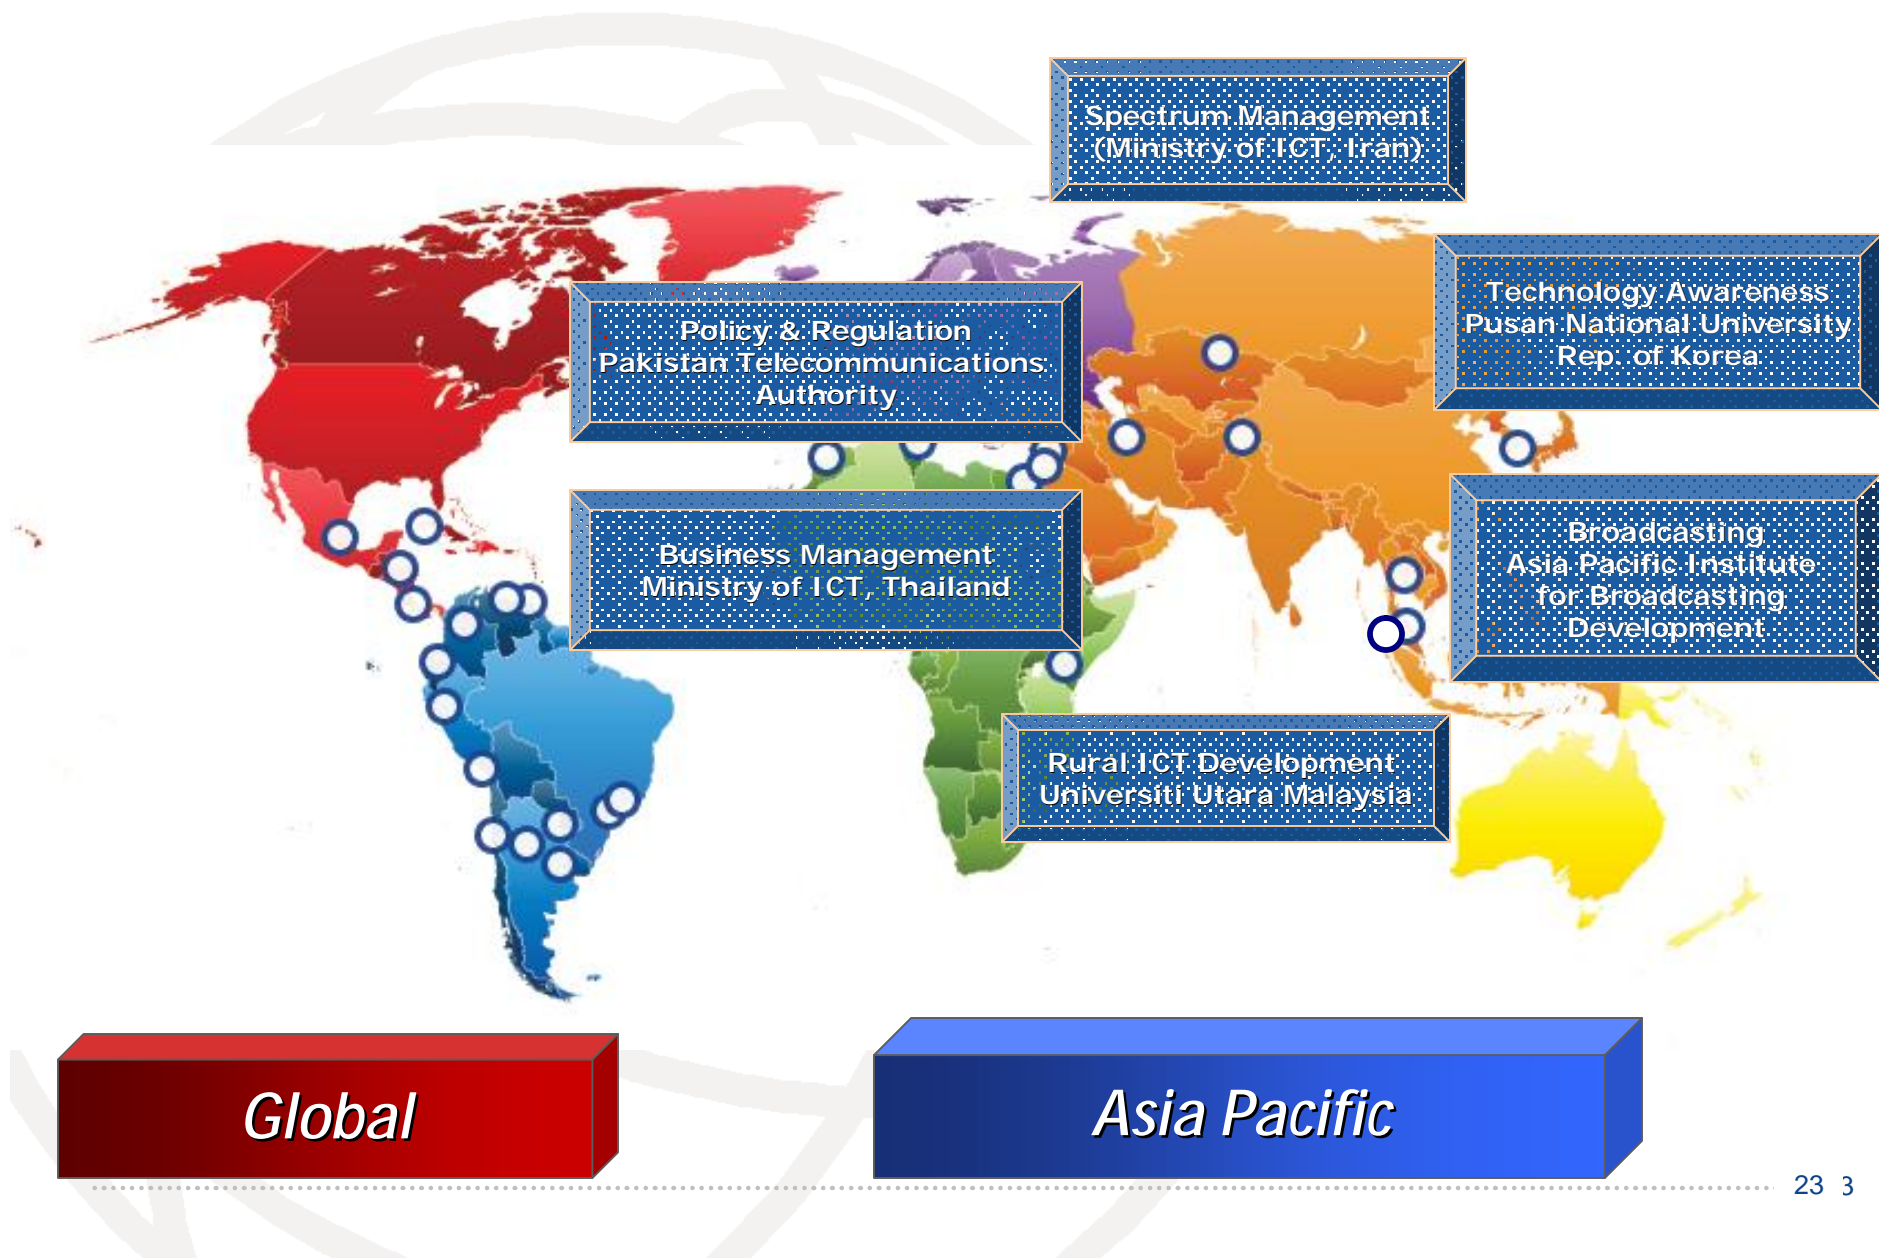 Spectrum Management
(Ministry of ICT, Iran)
Technology Awareness
Pusan National University
Rep. of Korea
Policy & Regulation
Pakistan Telecommunications
Authority
Business Management
Ministry of ICT, Thailand
Broadcasting
Asia Pacific Institute
for Broadcasting
Development
Rural ICT Development
Universiti Utara Malaysia
Global
Asia Pacific
23 3